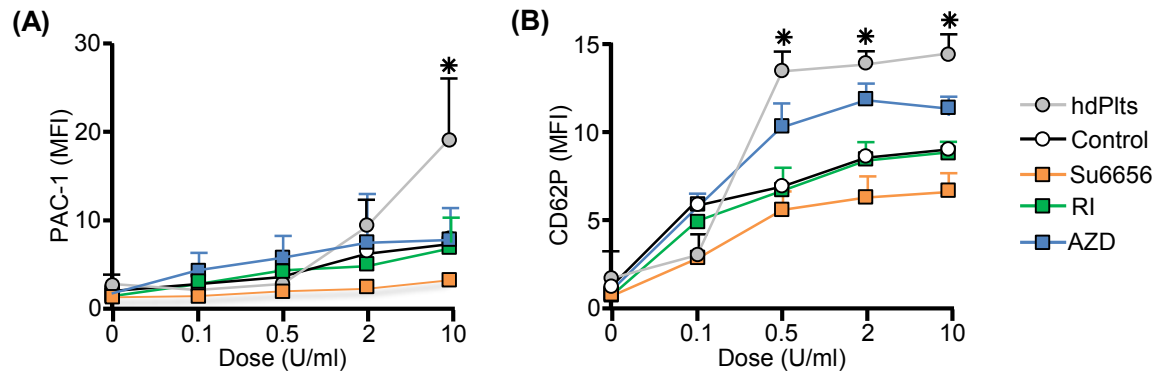 (A)
PAC-1 (MFI)
30
20
10
0
0 0.1 0.5 2 10
Dose (U/ml)
(B)
CD62P (MFI)
15
10
5
0
0 0.1 0.5 2 10
Dose (U/ml)
hdPlts
Control
Su6656
RI
AZD